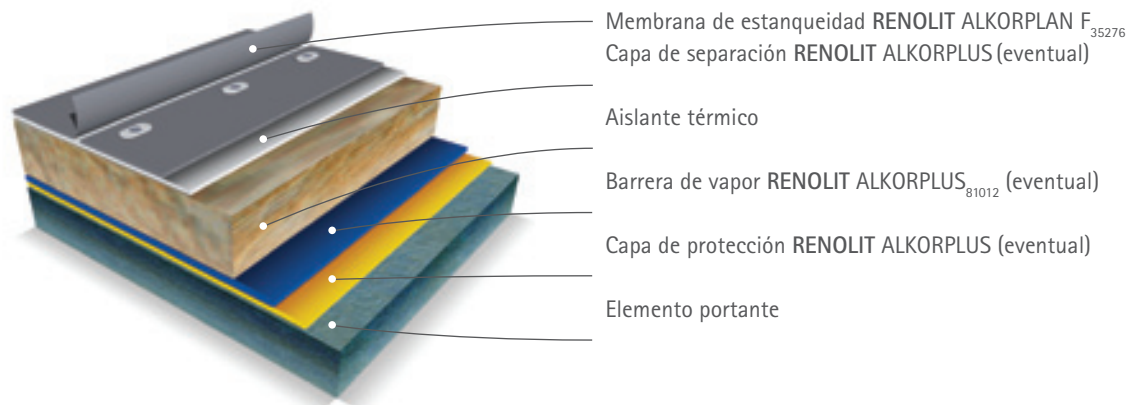 Membrana de estanqueidad RENOLIT ALKORPLAN F35276
Capa de separación RENOLIT ALKORPLUS (eventual)
Aislante térmico
Barrera de vapor RENOLIT ALKORPLUS81012 (eventual)
Capa de protección RENOLIT ALKORPLUS (eventual)
Elemento portante